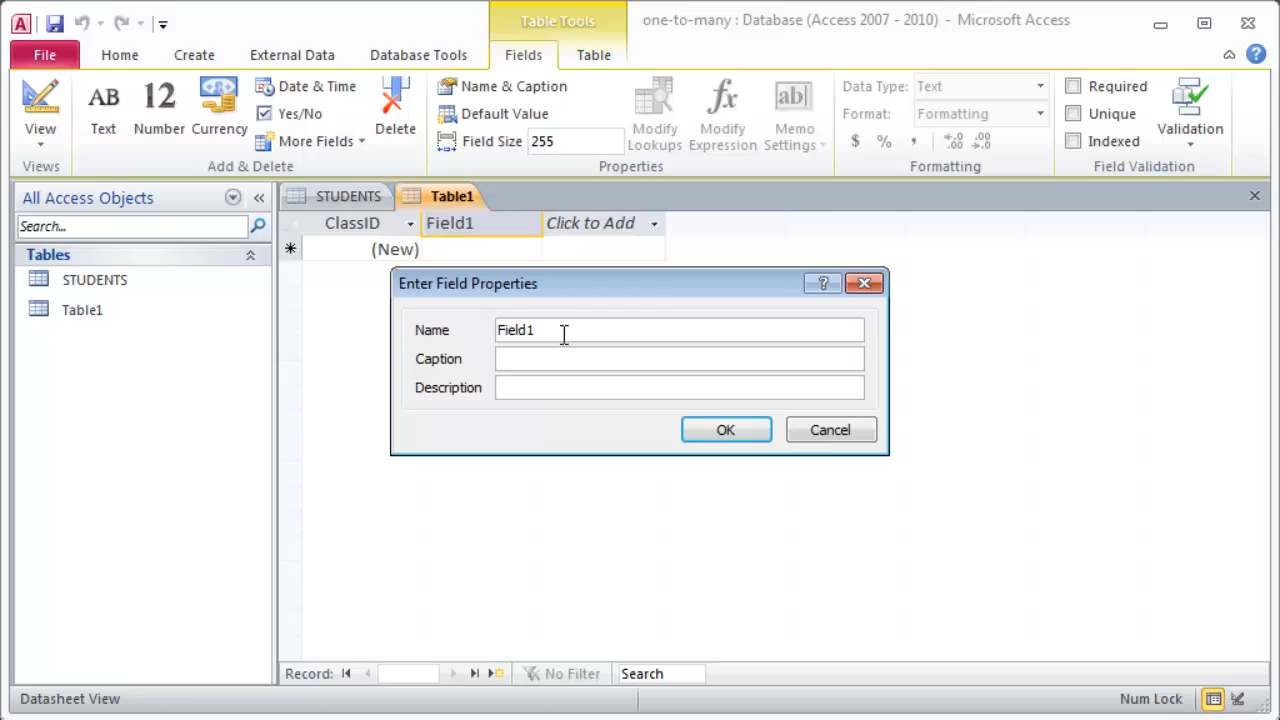 Table Tools
one-to-many : Database (Access 2007 - 2010) - Microsoft Access
File Home Create External Data Database Tools Fields Table
View
Views
AB
Text
12
Number
Currency
Date & Time
Yes/No
More Fields
Delete
Add & Delete
Name & Caption
Default Value
Field Size 255
Modify Lookups
fx
Modify Expression
ab
Memo Settings
Properties
Data Type: Text
Format: Formatting
$ % , .0 .00 .00 .0
Formatting
Required
Unique
Indexed
Validation
Field Validation
All Access Objects «
Search...
Tables
STUDENTS
Table1
STUDENTS Table1
ClassID Field1 Click to Add
* (New)
Enter Field Properties ?
Name Field1
Caption
Description
OK Cancel
Record: No Filter Search
Datasheet View Num Lock